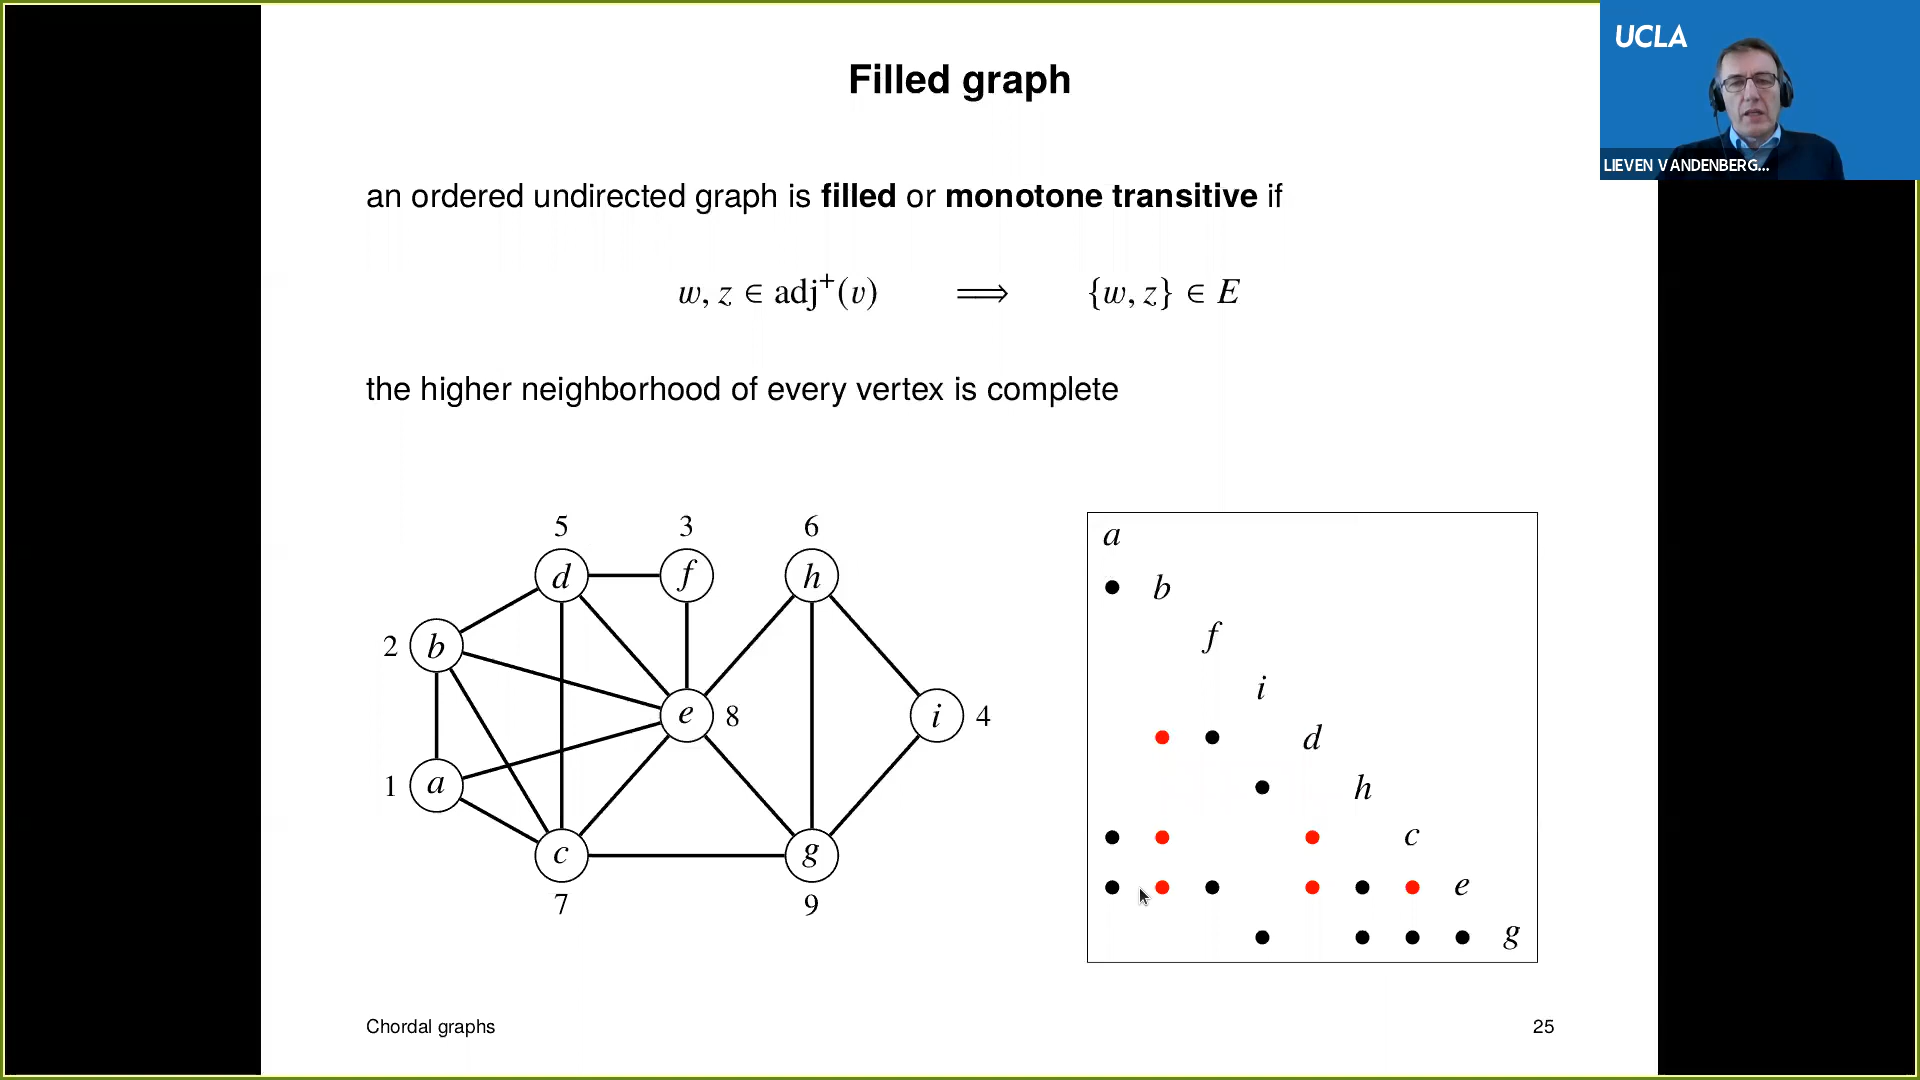 Filled graph
UCLA
LIEVEN VANDENBERG...
an ordered undirected graph is filled or monotone transitive if
w, z ∈ adj⁺(v) ⟹ {w, z} ∈ E
the higher neighborhood of every vertex is complete
5 3 6
d f h
2 b
e 8 i 4
1 a
c g
7 9
a
b
f
i
d
h
c
e
g
Chordal graphs
25